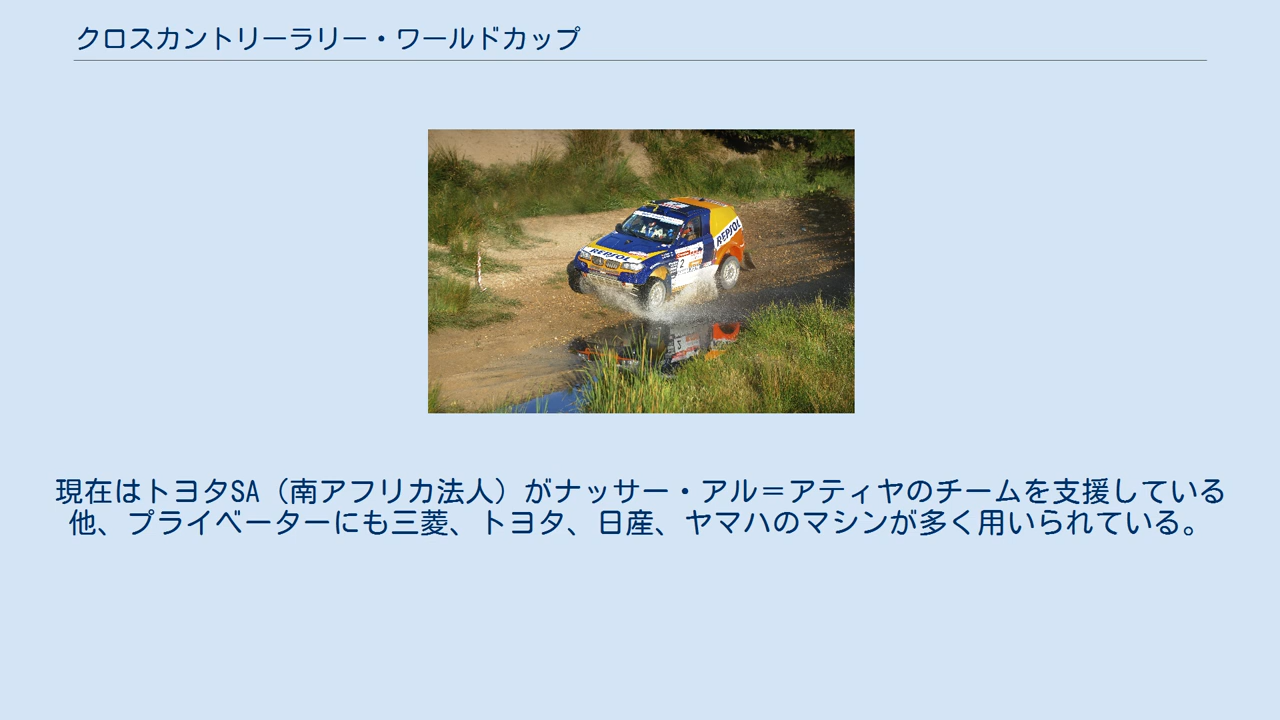 クロスカントリーラリー・ワールドカップ
REPSOL
REPSOL
2
現在はトヨタSA（南アフリカ法人）がナッサー・アル＝アティヤのチームを支援している
他、プライベーターにも三菱、トヨタ、日産、ヤマハのマシンが多く用いられている。